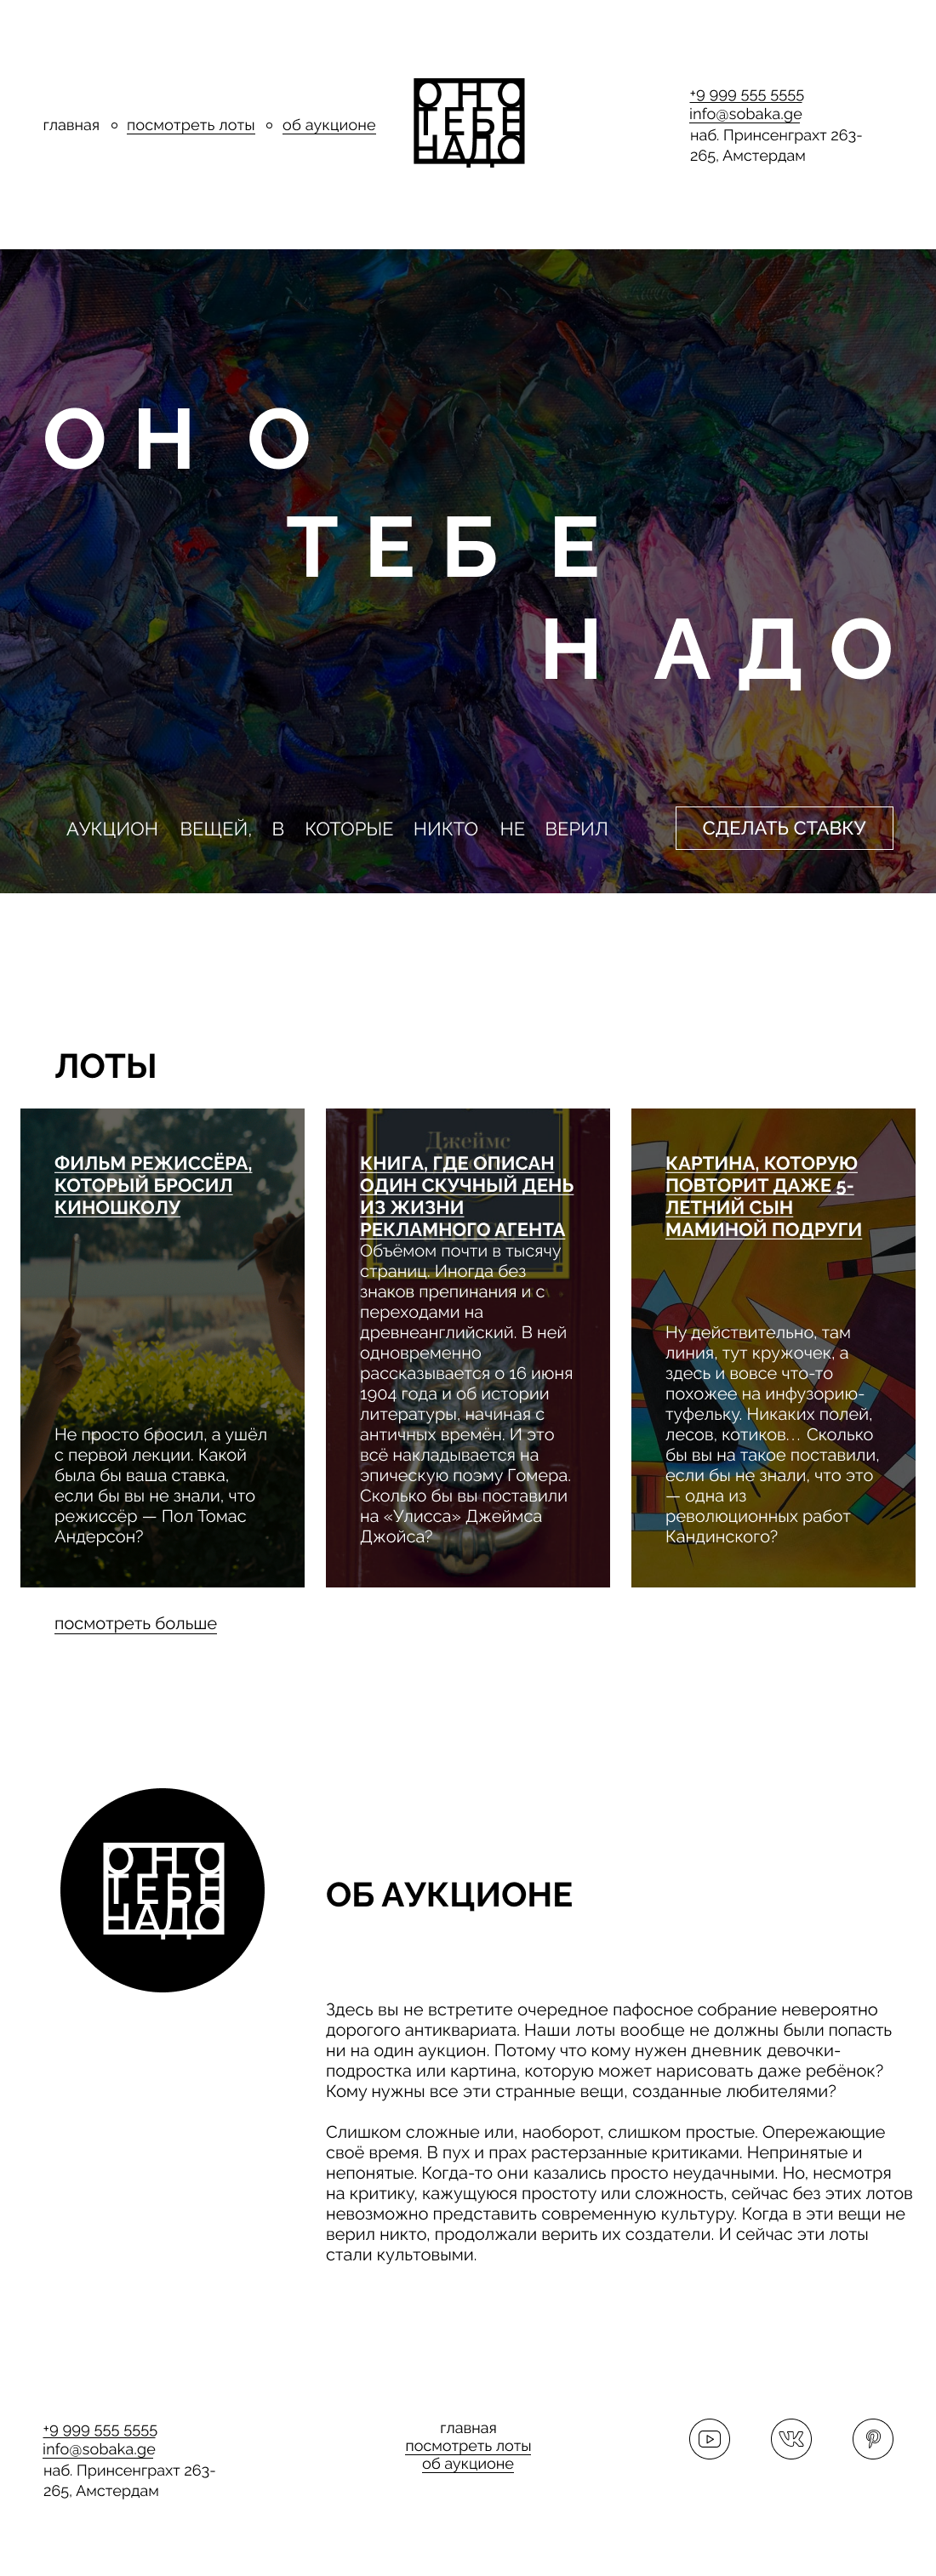 главная
посмотреть лоты
об аукционе
ОНО
ТЕБЕ
НАДО
+9 999 555 5555
info@sobaka.ge
наб. Принсенграхт 263-
265, Амстердам
ОНО
ТЕБЕ
НАДО
АУКЦИОН ВЕЩЕЙ, В КОТОРЫЕ НИКТО НЕ ВЕРИЛ
СДЕЛАТЬ СТАВКУ
ЛОТЫ
ФИЛЬМ РЕЖИССЁРА,
КОТОРЫЙ БРОСИЛ
КИНОШКОЛУ
Не просто бросил, а ушёл
с первой лекции. Какой
была бы ваша ставка,
если бы вы не знали, что
режиссёр — Пол Томас
Андерсон?
Джеймс
КНИГА, ГДЕ ОПИСАН
ОДИН СКУЧНЫЙ ДЕНЬ
ИЗ ЖИЗНИ
РЕКЛАМНОГО АГЕНТА
Объёмом почти в тысячу
страниц. Иногда без
знаков препинания и с
переходами на
древнеанглийский. В ней
одновременно
рассказывается о 16 июня
1904 года и об истории
литературы, начиная с
античных времён. И это
всё накладывается на
эпическую поэму Гомера.
Сколько бы вы поставили
на «Улисса» Джеймса
Джойса?
КАРТИНА, КОТОРУЮ
ПОВТОРИТ ДАЖЕ 5-
ЛЕТНИЙ СЫН
МАМИНОЙ ПОДРУГИ
Ну действительно, там
линия, тут кружочек, а
здесь и вовсе что-то
похожее на инфузорию-
туфельку. Никаких полей,
лесов, котиков… Сколько
бы вы на такое поставили,
если бы не знали, что это
— одна из
революционных работ
Кандинского?
посмотреть больше
ОНО
ТЕБЕ
НАДО
ОБ АУКЦИОНЕ
Здесь вы не встретите очередное пафосное собрание невероятно
дорогого антиквариата. Наши лоты вообще не должны были попасть
ни на один аукцион. Потому что кому нужен дневник девочки-
подростка или картина, которую может нарисовать даже ребёнок?
Кому нужны все эти странные вещи, созданные любителями?
Слишком сложные или, наоборот, слишком простые. Опережающие
своё время. В пух и прах растерзанные критиками. Непринятые и
непонятые. Когда-то они казались просто неудачными. Но, несмотря
на критику, кажущуюся простоту или сложность, сейчас без этих лотов
невозможно представить современную культуру. Когда в эти вещи не
верил никто, продолжали верить их создатели. И сейчас эти лоты
стали культовыми.
+9 999 555 5555
info@sobaka.ge
наб. Принсенграхт 263-
265, Амстердам
главная
посмотреть лоты
об аукционе